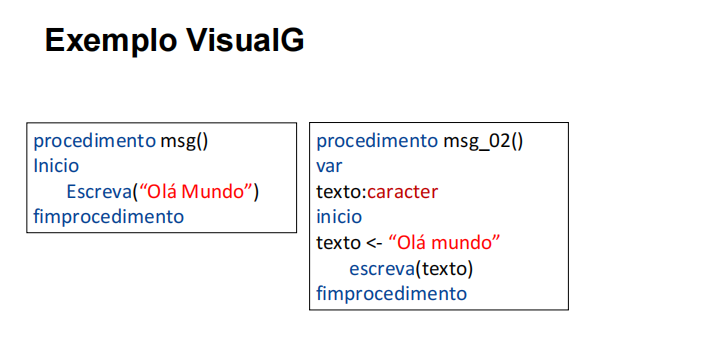 Exemplo VisualG
procedimento msg()
Inicio
Escreva(“Olá Mundo”)
fimprocedimento
procedimento msg_02()
var
texto:caracter
inicio
texto <- “Olá mundo”
escreva(texto)
fimprocedimento